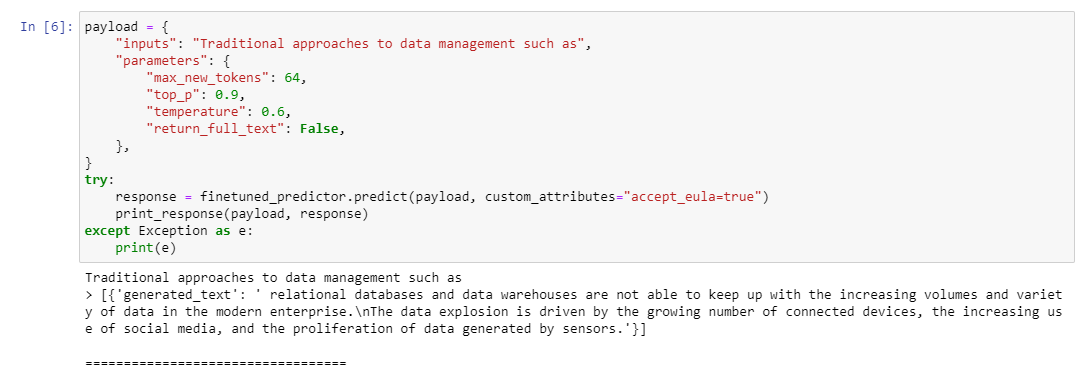 In [6]: payload = {
    "inputs": "Traditional approaches to data management such as",
    "parameters": {
        "max_new_tokens": 64,
        "top_p": 0.9,
        "temperature": 0.6,
        "return_full_text": False,
    },
}
try:
    response = finetuned_predictor.predict(payload, custom_attributes="accept_eula=true")
    print_response(payload, response)
except Exception as e:
    print(e)
Traditional approaches to data management such as
> [{'generated_text': ' relational databases and data warehouses are not able to keep up with the increasing volumes and variet
y of data in the modern enterprise.\nThe data explosion is driven by the growing number of connected devices, the increasing us
e of social media, and the proliferation of data generated by sensors.'}]
==================================